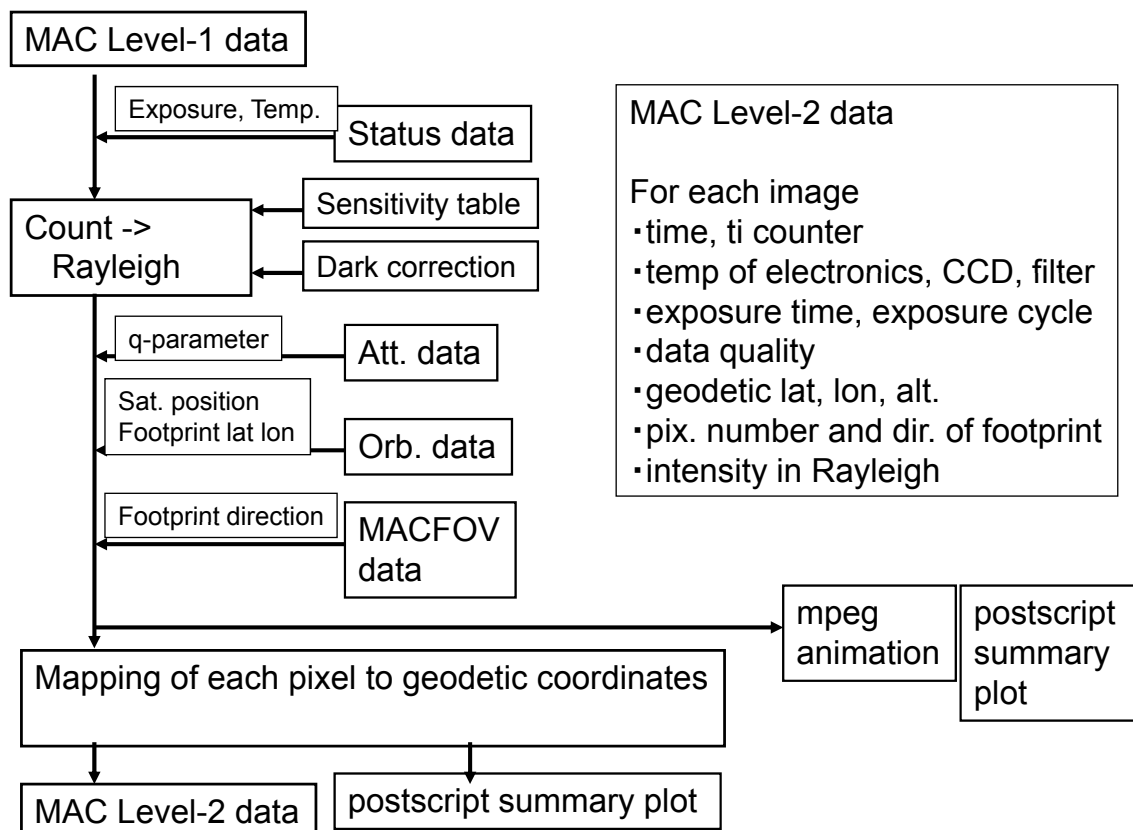 MAC Level-1 data
Exposure, Temp.
Status data
Sensitivity table
Count ->
Rayleigh
Dark correction
q-parameter
Att. data
Sat. position
Footprint lat lon
Orb. data
Footprint direction
MACFOV
data
MAC Level-2 data
For each image
・time, ti counter
・temp of electronics, CCD, filter
・exposure time, exposure cycle
・data quality
・geodetic lat, lon, alt.
・pix. number and dir. of footprint
・intensity in Rayleigh
mpeg
animation
postscript
summary
plot
Mapping of each pixel to geodetic coordinates
MAC Level-2 data
postscript summary plot